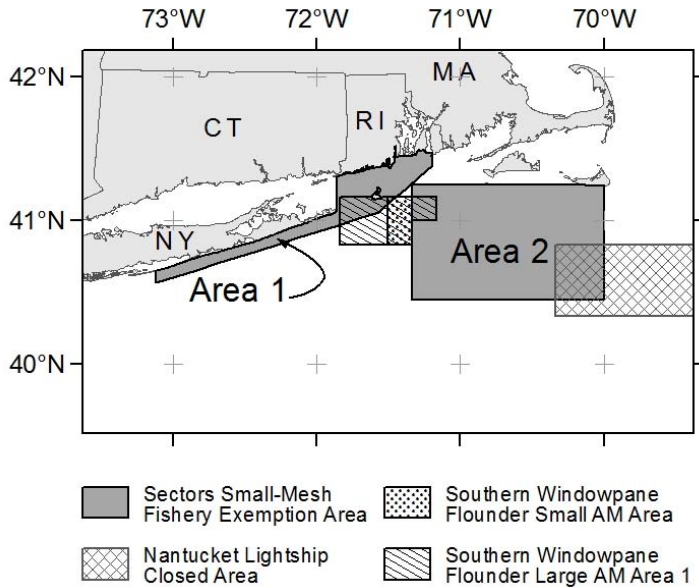 73°W 72°W 71°W 70°W
42°N
MA
CT
RI
41°N
NY
Area 2
Area 1
40°N
Sectors Small-Mesh
Fishery Exemption Area
Southern Windowpane
Flounder Small AM Area
Nantucket Lightship
Closed Area
Southern Windowpane
Flounder Large AM Area 1